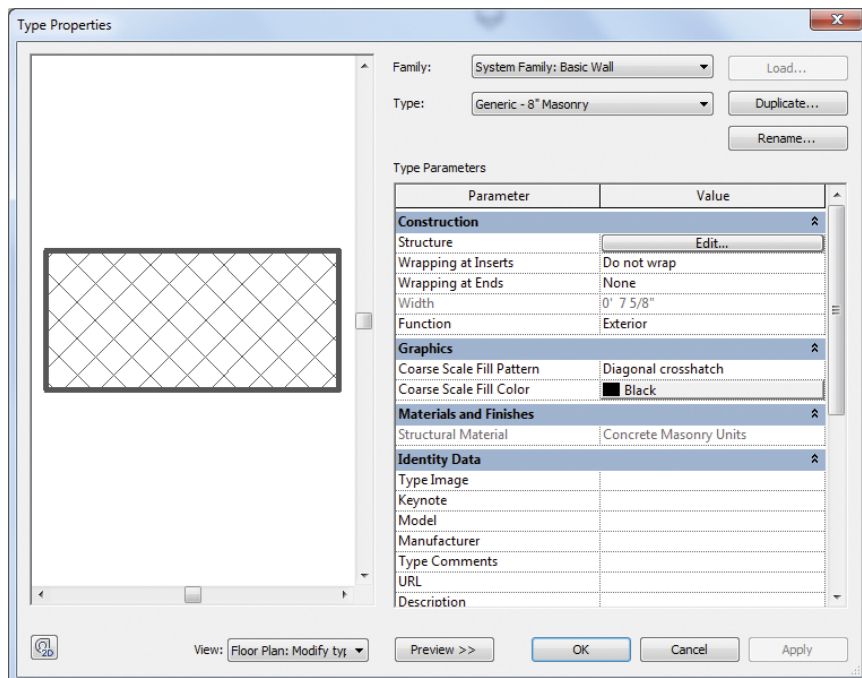 Type Properties
Family: System Family: Basic Wall Load...
Type: Generic - 8" Masonry Duplicate...
Rename...
Type Parameters
Parameter Value
Construction
Structure Edit...
Wrapping at Inserts Do not wrap
Wrapping at Ends None
Width 0' 7 5/8"
Function Exterior
Graphics
Coarse Scale Fill Pattern Diagonal crosshatch
Coarse Scale Fill Color Black
Materials and Finishes
Structural Material Concrete Masonry Units
Identity Data
Type Image
Keynote
Model
Manufacturer
Type Comments
URL
Description
2D View: Floor Plan: Modify typ Preview >> OK Cancel Apply